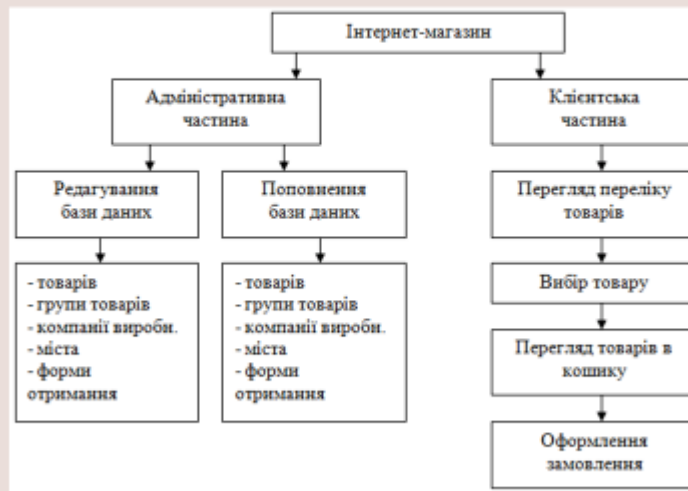 Інтернет-магазин
Адміністративна
частина
Клієнтська
частина
Редагування
бази даних
Поповнення
бази даних
Перегляд переліку
товарів
- товарів
- групи товарів
- компанії вироби.
- міста
- форми
отримання
- товарів
- групи товарів
- компанії вироби.
- міста
- форми
отримання
Вибір товару
Перегляд товарів в
кошику
Оформлення
замовлення